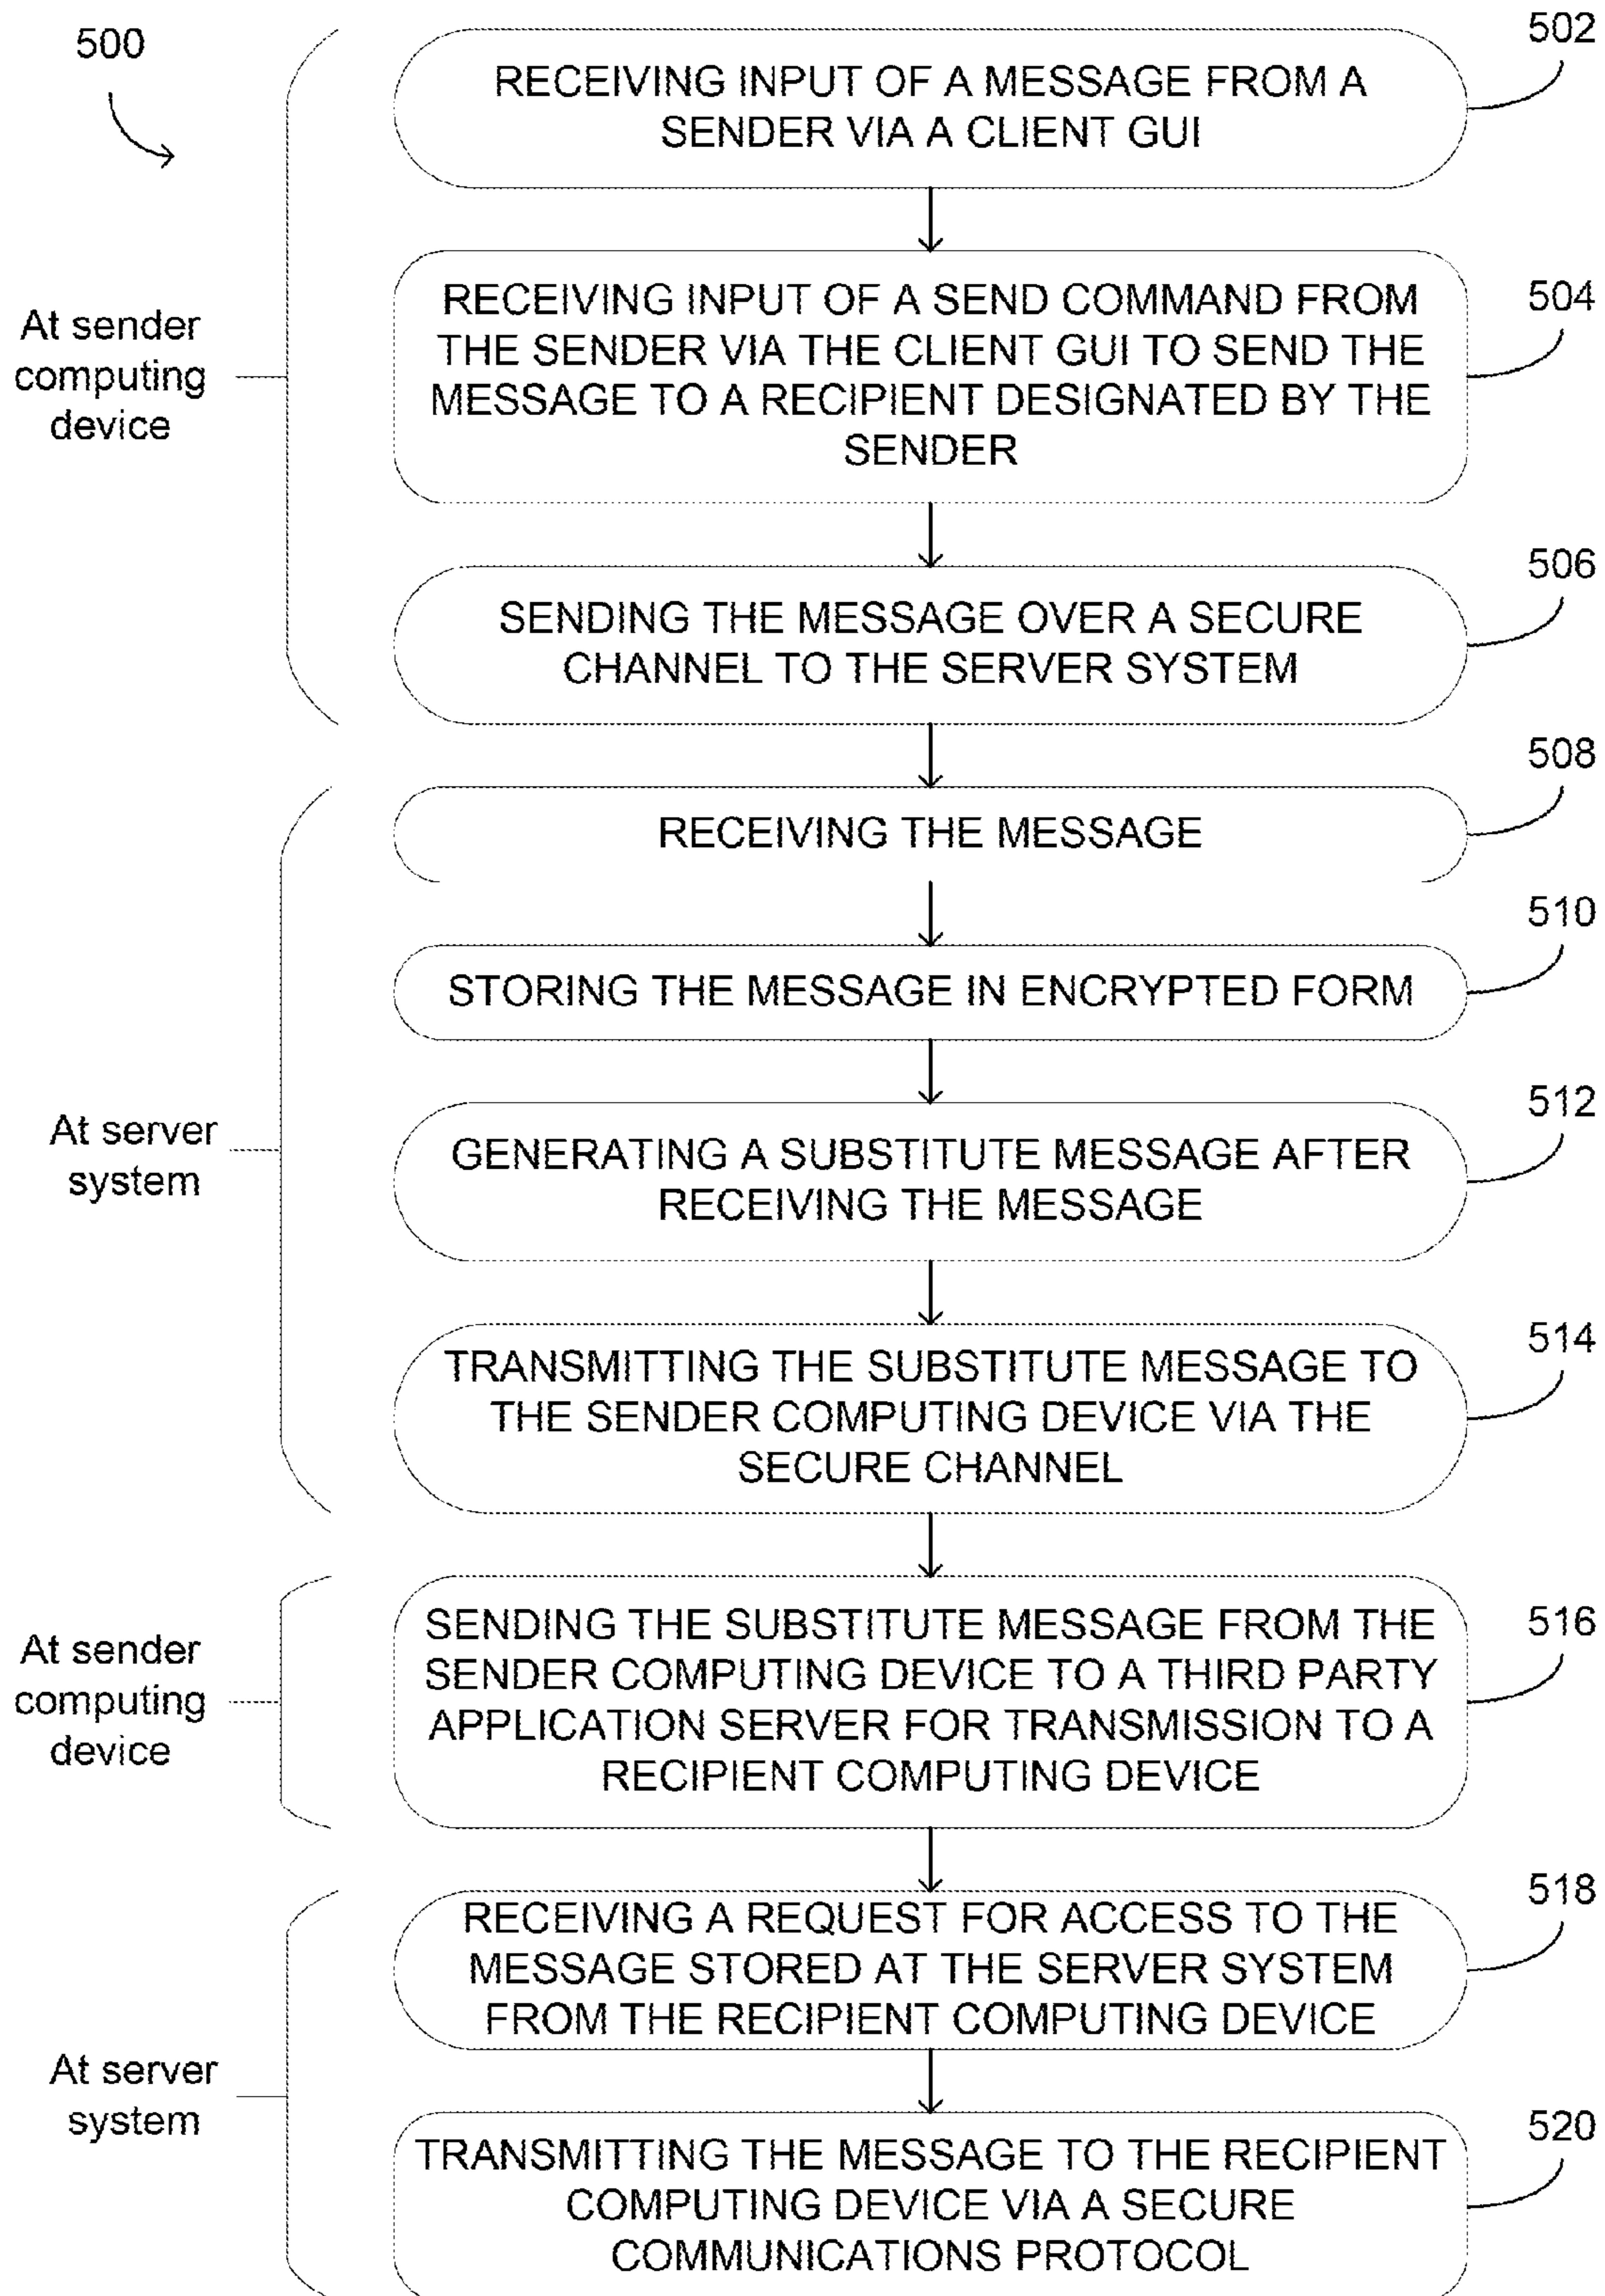 500
502
RECEIVING INPUT OF A MESSAGE FROM A
SENDER VIA A CLIENT GUI
At sender
computing
device
504
RECEIVING INPUT OF A SEND COMMAND FROM
THE SENDER VIA THE CLIENT GUI TO SEND THE
MESSAGE TO A RECIPIENT DESIGNATED BY THE
SENDER
506
SENDING THE MESSAGE OVER A SECURE
CHANNEL TO THE SERVER SYSTEM
508
RECEIVING THE MESSAGE
510
STORING THE MESSAGE IN ENCRYPTED FORM
At server
system
512
GENERATING A SUBSTITUTE MESSAGE AFTER
RECEIVING THE MESSAGE
514
TRANSMITTING THE SUBSTITUTE MESSAGE TO
THE SENDER COMPUTING DEVICE VIA THE
SECURE CHANNEL
At sender
computing
device
516
SENDING THE SUBSTITUTE MESSAGE FROM THE
SENDER COMPUTING DEVICE TO A THIRD PARTY
APPLICATION SERVER FOR TRANSMISSION TO A
RECIPIENT COMPUTING DEVICE
518
RECEIVING A REQUEST FOR ACCESS TO THE
MESSAGE STORED AT THE SERVER SYSTEM
FROM THE RECIPIENT COMPUTING DEVICE
At server
system
520
TRANSMITTING THE MESSAGE TO THE RECIPIENT
COMPUTING DEVICE VIA A SECURE
COMMUNICATIONS PROTOCOL